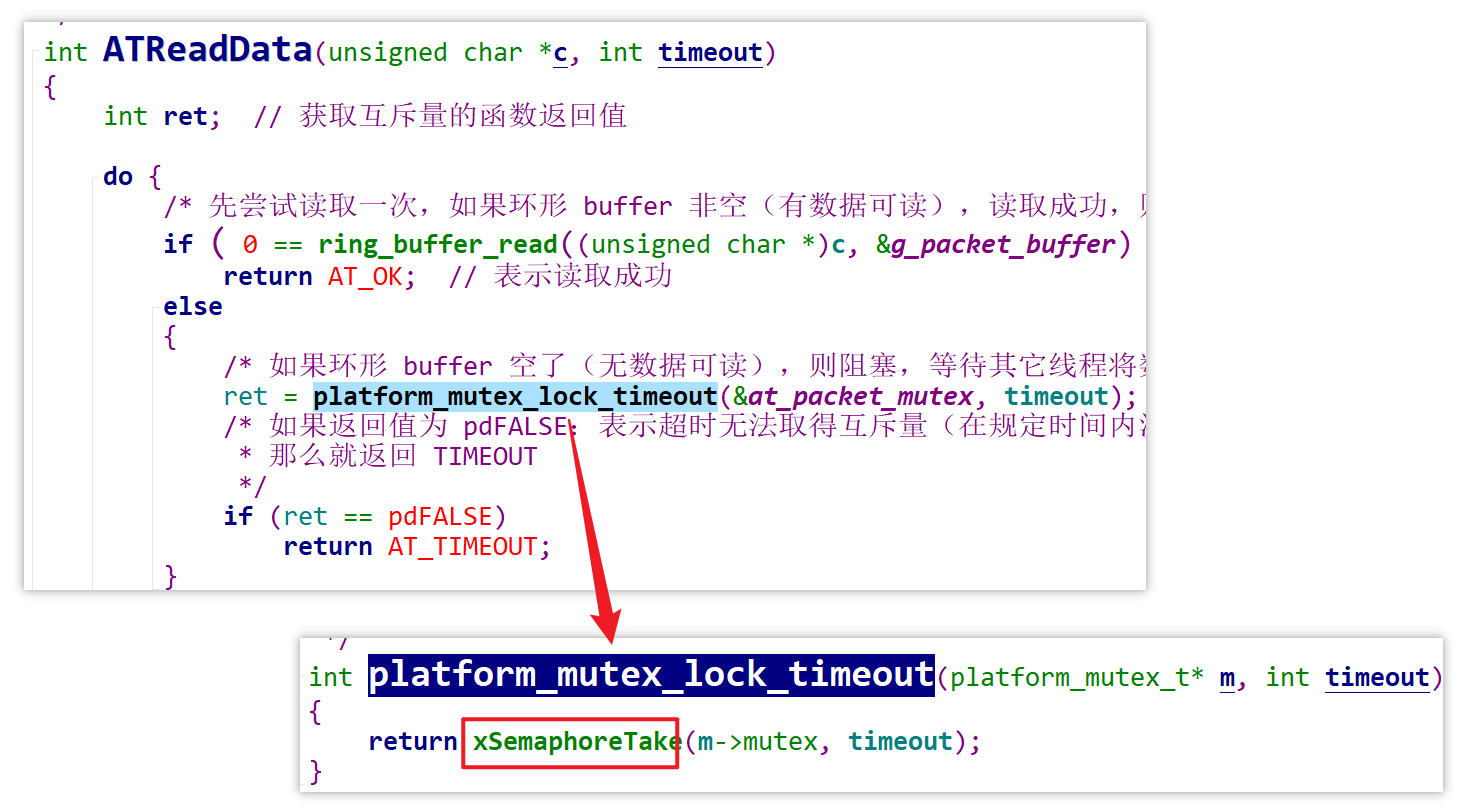 int ATReadData(unsigned char *c, int timeout)
{
int ret;  // 获取互斥量的函数返回值
do {
/* 先尝试读取一次，如果环形 buffer 非空（有数据可读），读取成功，
if ( 0 == ring_buffer_read((unsigned char *)c, &g_packet_buffer)
return AT_OK;  // 表示读取成功
else
{
/* 如果环形 buffer 空了（无数据可读），则阻塞，等待其它线程将
ret = platform_mutex_lock_timeout(&at_packet_mutex, timeout);
/* 如果返回值为 pdFALSE：表示超时无法取得互斥量（在规定时间内
* 那么就返回 TIMEOUT
*/
if (ret == pdFALSE)
return AT_TIMEOUT;
}
*/
int platform_mutex_lock_timeout(platform_mutex_t* m, int timeout)
{
return xSemaphoreTake(m->mutex, timeout);
}